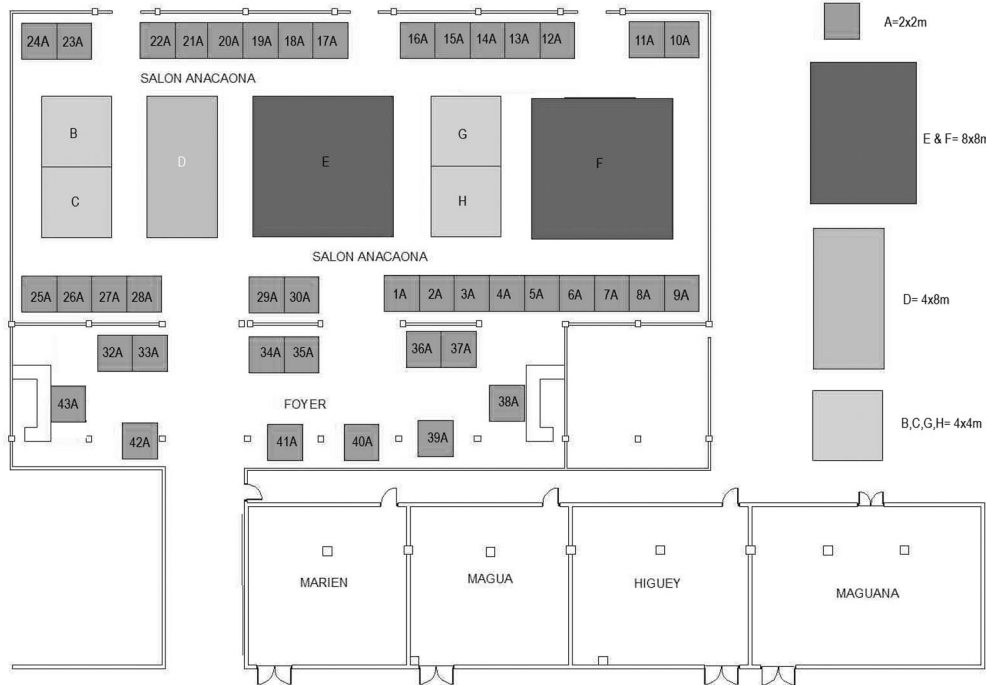 24A 23A 22A 21A 20A 19A 18A 17A 16A 15A 14A 13A 12A 11A 10A A=2x2m
SALON ANACAONA
B D E G F E & F= 8x8m
C H
SALON ANACAONA
25A 26A 27A 28A 29A 30A 1A 2A 3A 4A 5A 6A 7A 8A 9A D= 4x8m
32A 33A 34A 35A 36A 37A
43A FOYER 38A
42A 41A 40A 39A B,C,G,H= 4x4m
MARIEN MAGUA HIGUEY MAGUANA